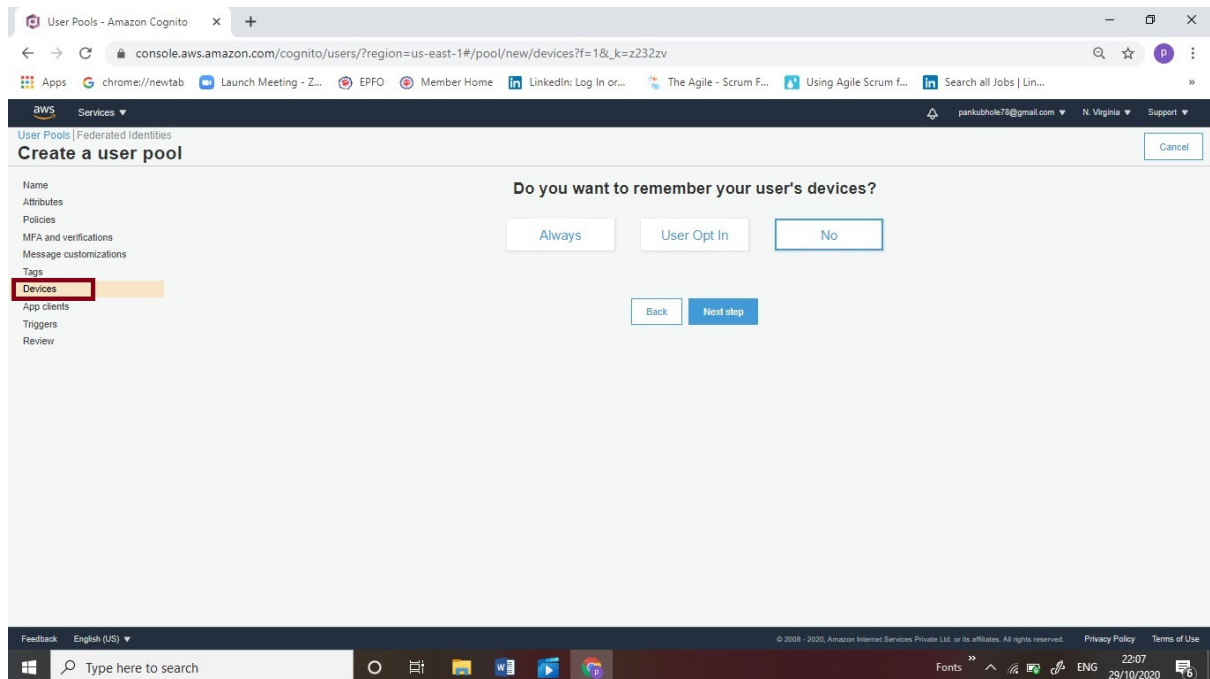 User Pools - Amazon Cognito
console.aws.amazon.com/cognito/users/?region=us-east-1#/pool/new/devices?f=1&_k=z232zv
P
Apps chrome://newtab Launch Meeting - Z... EPFO Member Home LinkedIn: Log In or... The Agile - Scrum F... Using Agile Scrum f... Search all Jobs | Lin... »
aws Services pankubhole78@gmail.com N. Virginia Support
User Pools | Federated Identities
Create a user pool
Cancel
Name
Attributes
Policies
MFA and verifications
Message customizations
Tags
Devices
App clients
Triggers
Review
Do you want to remember your user's devices?
Always User Opt In No
Back Next step
Feedback English (US) © 2008 - 2020, Amazon Internet Services Private Ltd. or its affiliates. All rights reserved. Privacy Policy Terms of Use
Type here to search
Fonts » ENG 22:07
29/10/2020 6